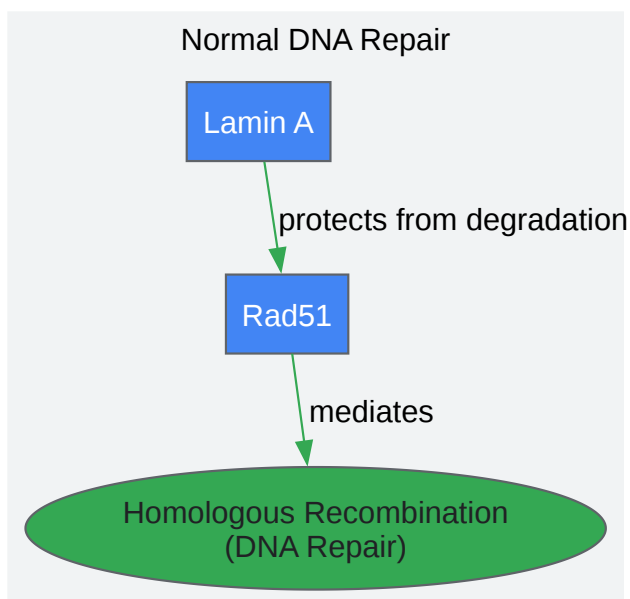 Normal DNA Repair
Lamin A
protects from degradation
Rad51
mediates
Homologous Recombination
(DNA Repair)